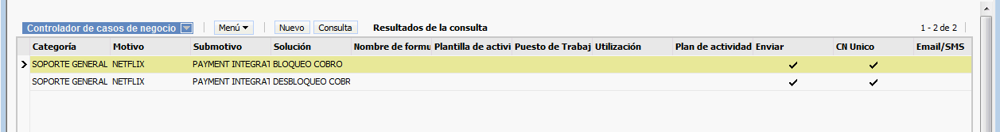 Controlador de casos de negocio Menú Nuevo Consulta Resultados de la consulta 1 - 2 de 2
Categoría Motivo Submotivo Solución Nombre de formu Plantilla de activi Puesto de Trabaj Utilización Plan de actividad Enviar CN Unico Email/SMS
SOPORTE GENERAL NETFLIX PAYMENT INTEGRAT BLOQUEO COBRO
SOPORTE GENERAL NETFLIX PAYMENT INTEGRAT DESBLOQUEO COBR